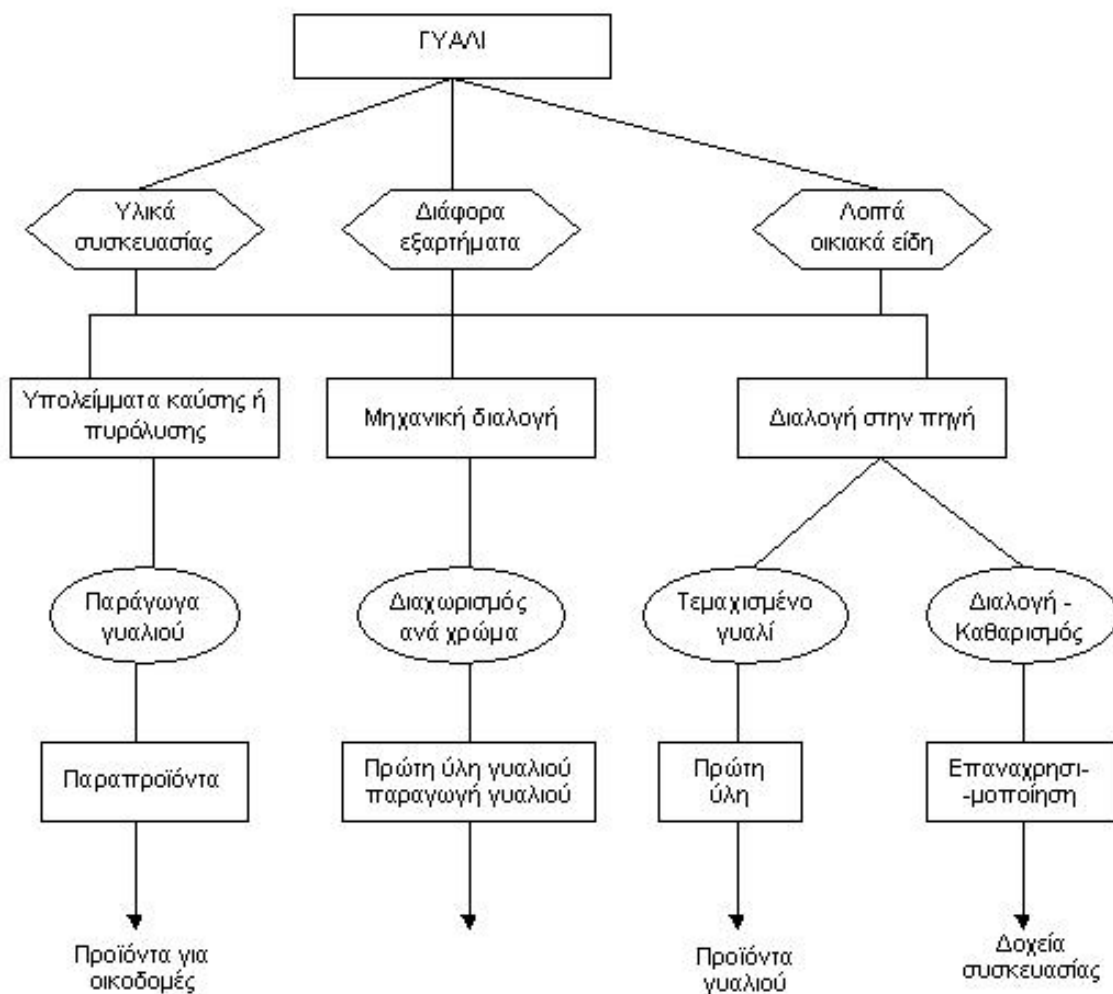 ΓΥΑΛΙ
Υλικά
συσκευασίας
Διάφορα
εξαρτήματα
Λοπτά
οικιακά είδη
Υπολείμματα καύσης ή
πυρόλυσης
Μηχανική διαλογή
Διαλογή στην πηγή
Παράγωγα
γυαλιού
Διαχωρισμός
ανά χρώμα
Τεμαχισμένο
γυαλί
Διαλογή -
Καθαρισμός
Παραπροϊόντα
Πρώτη ύλη γυαλιού
παραγωγή γυαλιού
Πρώτη
ύλη
Επαναχρησι-
-μοποίηση
Προϊόντα για
οικοδομές
Προϊόντα
γυαλιού
Δοχεία
συσκευασίας